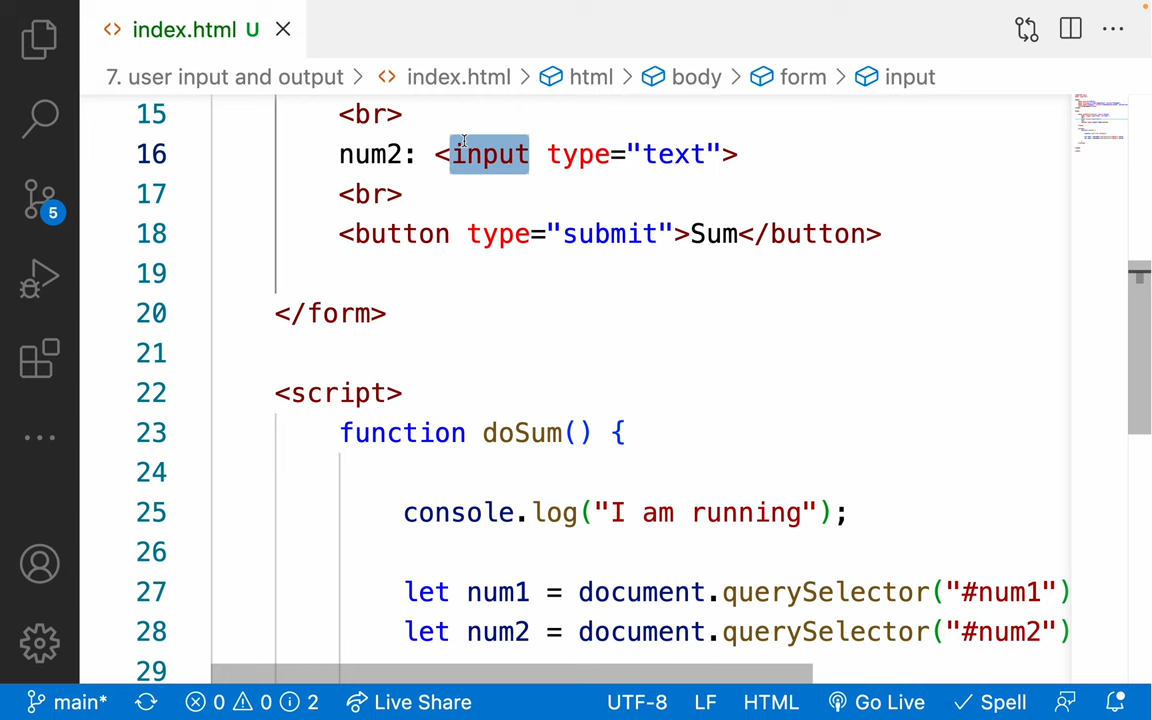 index.html U
7. user input and output > index.html > html > body > form > input
15 <br>
16 num2: <input type="text">
17 <br>
18 <button type="submit">Sum</button>
19
20 </form>
21
22 <script>
23 function doSum() {
24
25 console.log("I am running");
26
27 let num1 = document.querySelector("#num1")
28 let num2 = document.querySelector("#num2")
29
5
main* 0 0 2 Live Share UTF-8 LF HTML Go Live Spell